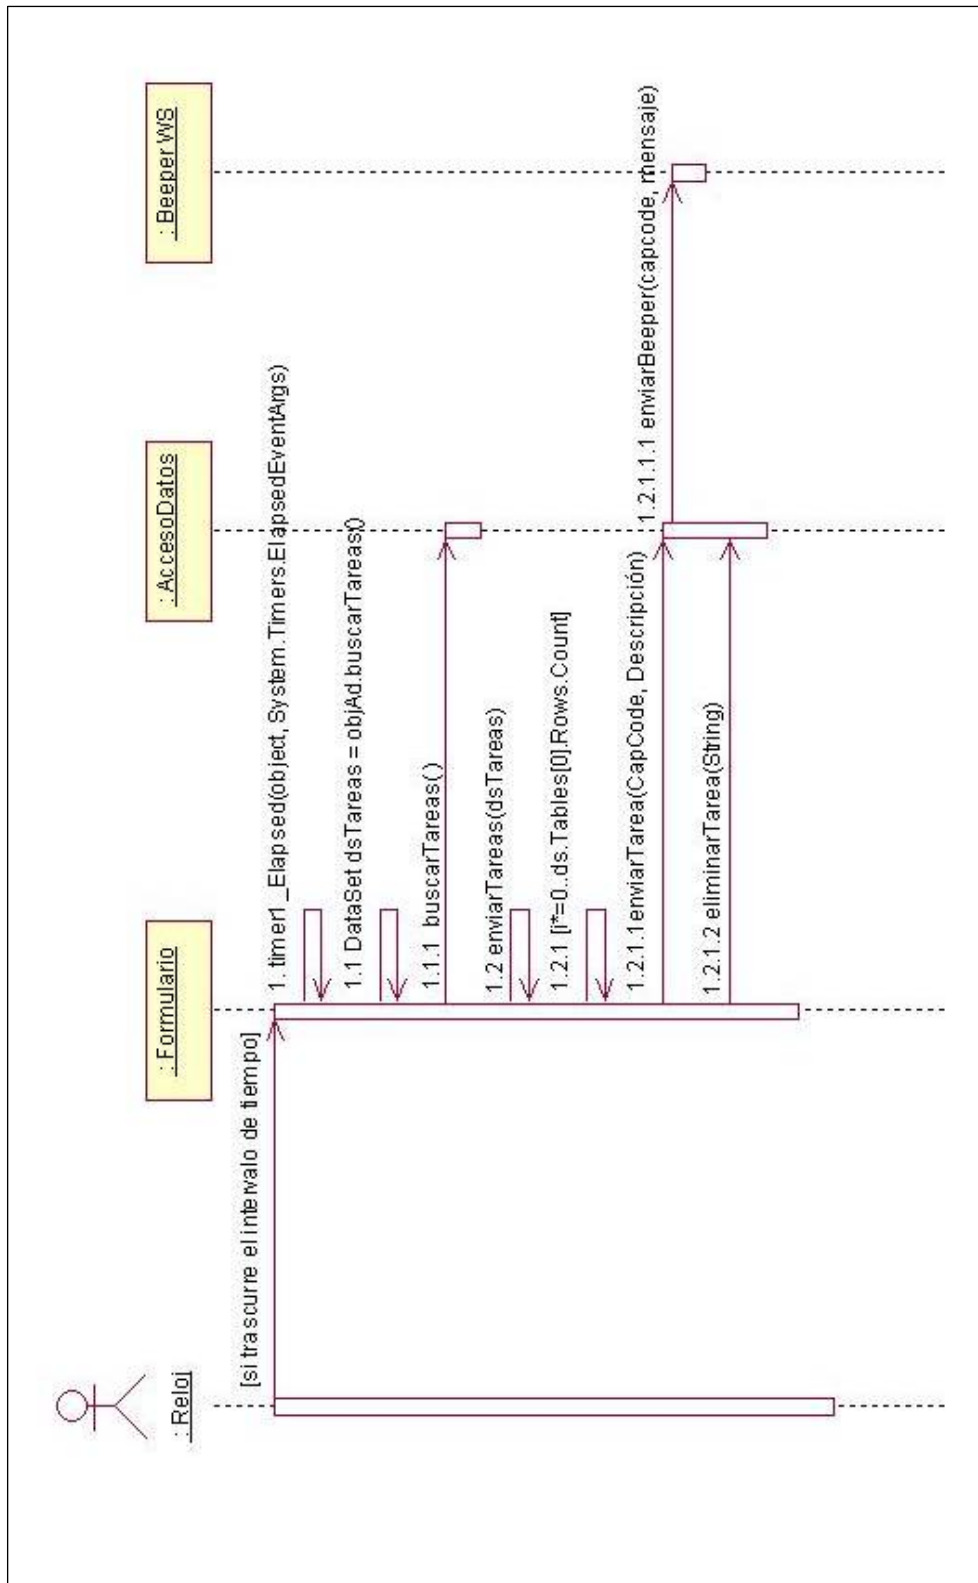 : Reloj
: Formulario
: AccesoDatos
: Beeper WS
[si trascurre el intervalo de tiempo]
1. timer1_Elapsed(object, System.Timers.ElapsedEventArgs)
1.1 DataSet dsTareas = objAd.buscarTareas()
1.1.1 buscarTareas( )
1.2 enviarTareas(dsTareas)
1.2.1 [i*=0..ds.Tables[0].Rows.Count]
1.2.1.1enviarTarea(CapCode, Descripción)
1.2.1.1.1 enviarBeeper(capcode, mensaje)
1.2.1.2 eliminarTarea(String)